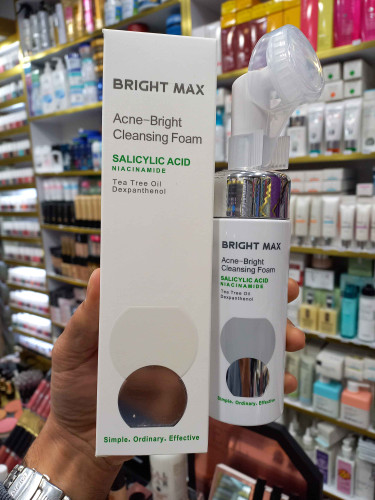 BRIGHT MAX
Acne-Bright
Cleansing Foam
SALICYLIC ACID
NIACINAMIDE
Tea Tree Oil
Dexpanthenol
Simple. Ordinary. Effective
BRIGHT MAX
Acne-Bright
Cleansing Foam
SALICYLIC ACID
NIACINAMIDE
Tea Tree Oil
Dexpanthenol
Simple. Ordinary. Effective